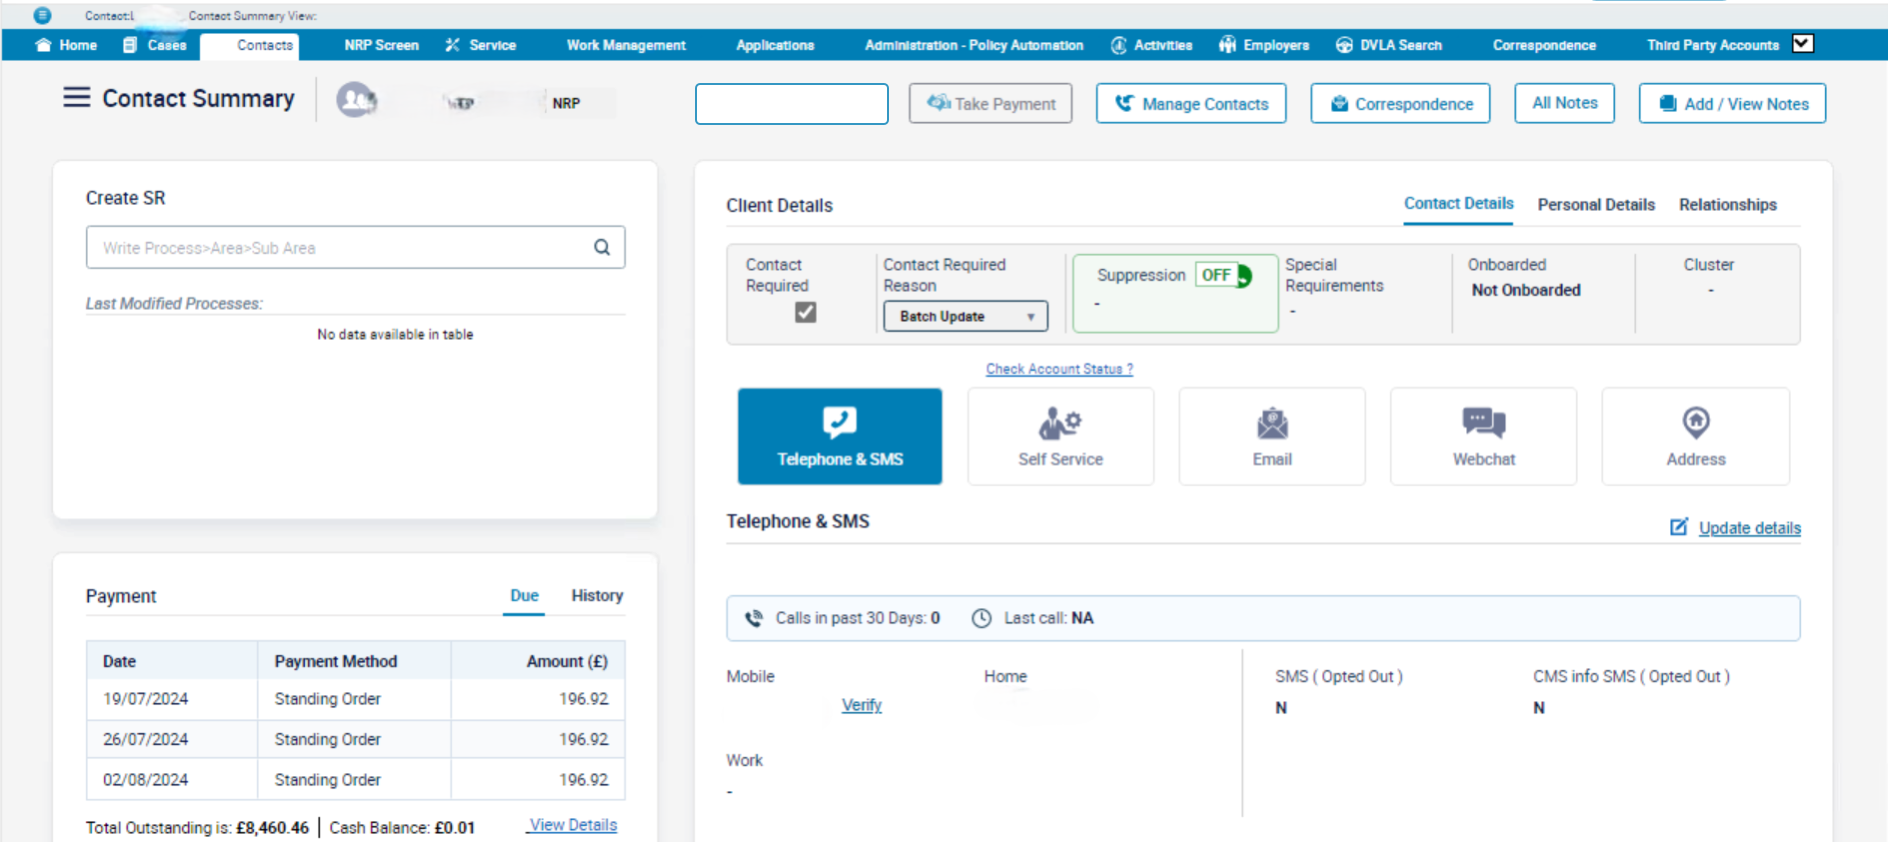 Contact: Contact Summary View:
Home Cases Contacts NRP Screen Service Work Management Applications Administration - Policy Automation Activities Employers DVLA Search Correspondence Third Party Accounts
Contact Summary NRP Take Payment Manage Contacts Correspondence All Notes Add / View Notes
Create SR
Write Process>Area>Sub Area
Last Modified Processes:
No data available in table
Payment Due History
Date Payment Method Amount (£)
19/07/2024 Standing Order 196.92
26/07/2024 Standing Order 196.92
02/08/2024 Standing Order 196.92
Total Outstanding is: £8,460.46 | Cash Balance: £0.01 View Details
Client Details Contact Details Personal Details Relationships
Contact Required
Contact Required Reason
Batch Update
Suppression OFF
-
Special Requirements
-
Onboarded
Not Onboarded
Cluster
-
Check Account Status ?
Telephone & SMS Self Service Email Webchat Address
Telephone & SMS Update details
Calls in past 30 Days: 0 Last call: NA
Mobile Home SMS ( Opted Out ) CMS info SMS ( Opted Out )
Verify N N
Work
-